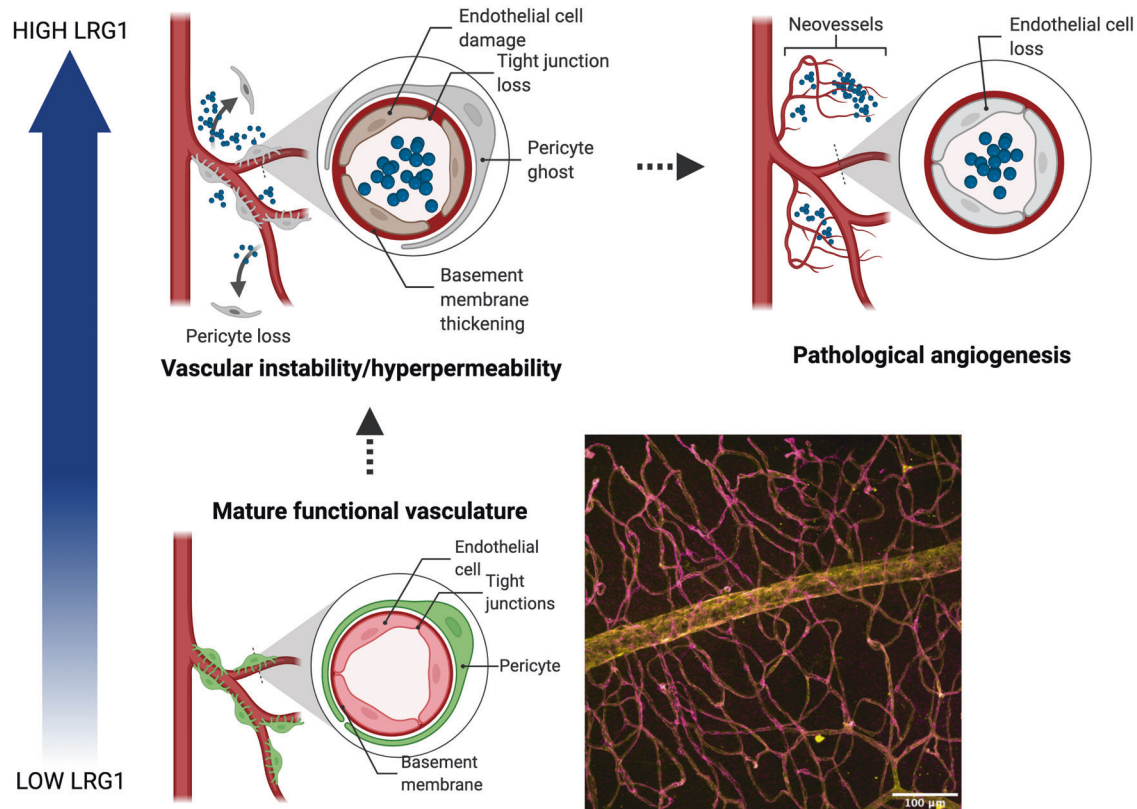 HIGH LRG1
Endothelial cell
damage
Tight junction
loss
Pericyte
ghost
Basement
membrane
thickening
Pericyte loss
Vascular instability/hyperpermeability
Neovessels
Endothelial cell
loss
Pathological angiogenesis
Mature functional vasculature
Endothelial
cell
Tight
junctions
Pericyte
Basement
membrane
LOW LRG1
100 µm